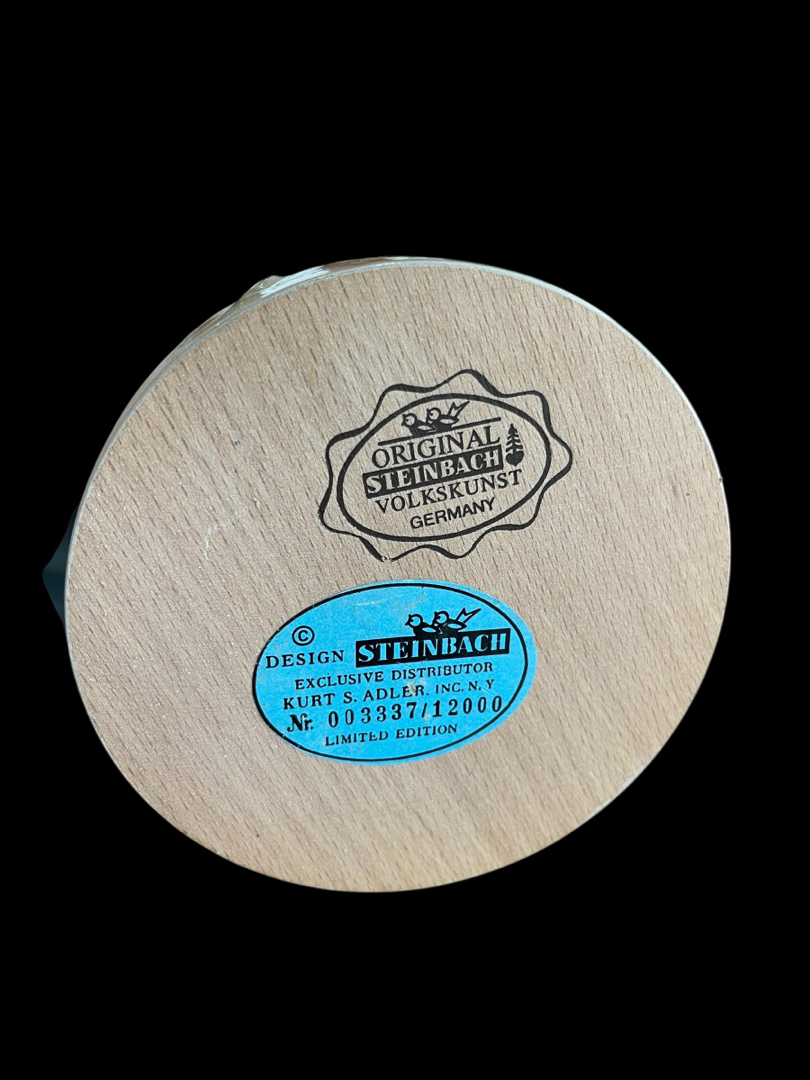 ORIGINAL
STEINBACH
VOLKSKUNST
GERMANY
©
DESIGN STEINBACH
EXCLUSIVE DISTRIBUTOR
KURT S. ADLER, INC. N. Y
Nr. 003337/12000
LIMITED EDITION